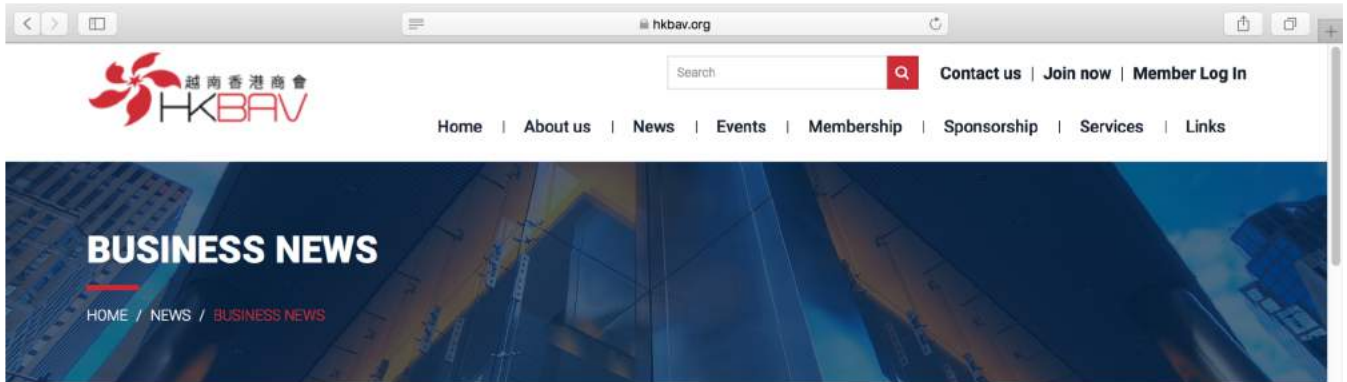 hkbav.org
越南香港商會
HKBAV
Search
Contact us | Join now | Member Log In
Home | About us | News | Events | Membership | Sponsorship | Services | Links
BUSINESS NEWS
HOME / NEWS / BUSINESS NEWS